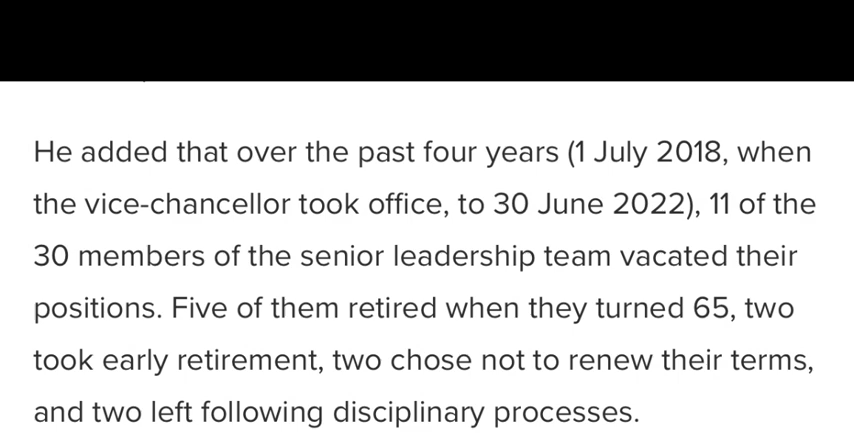 He added that over the past four years (1 July 2018, when
the vice-chancellor took office, to 30 June 2022), 11 of the
30 members of the senior leadership team vacated their
positions. Five of them retired when they turned 65, two
took early retirement, two chose not to renew their terms,
and two left following disciplinary processes.